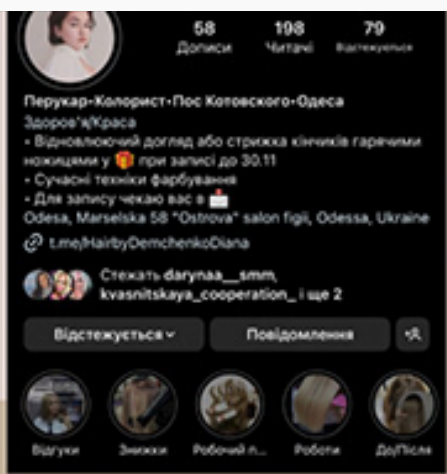 58 198 79
Дописи Читачі Відстежуються
Перукар•Колорист•Пос Котовского•Одеса
Здоров'я/Краса
- Відновлюючий догляд або стрижка кінчиків гарячими
ножицями у 🎁 при записі до 30.11
- Сучасні техніки фарбування
- Для запису чекаю вас в 📩
Odesa, Marselska 58 "Ostrova" salon figii, Odessa, Ukraine
t.me/HairbyDemchenkoDiana
Стежать darynaa__smm,
kvasnitskaya_cooperation_ і ще 2
Відстежується Повідомлення
Відгуки Знижки Робочий п... Роботи До/Після